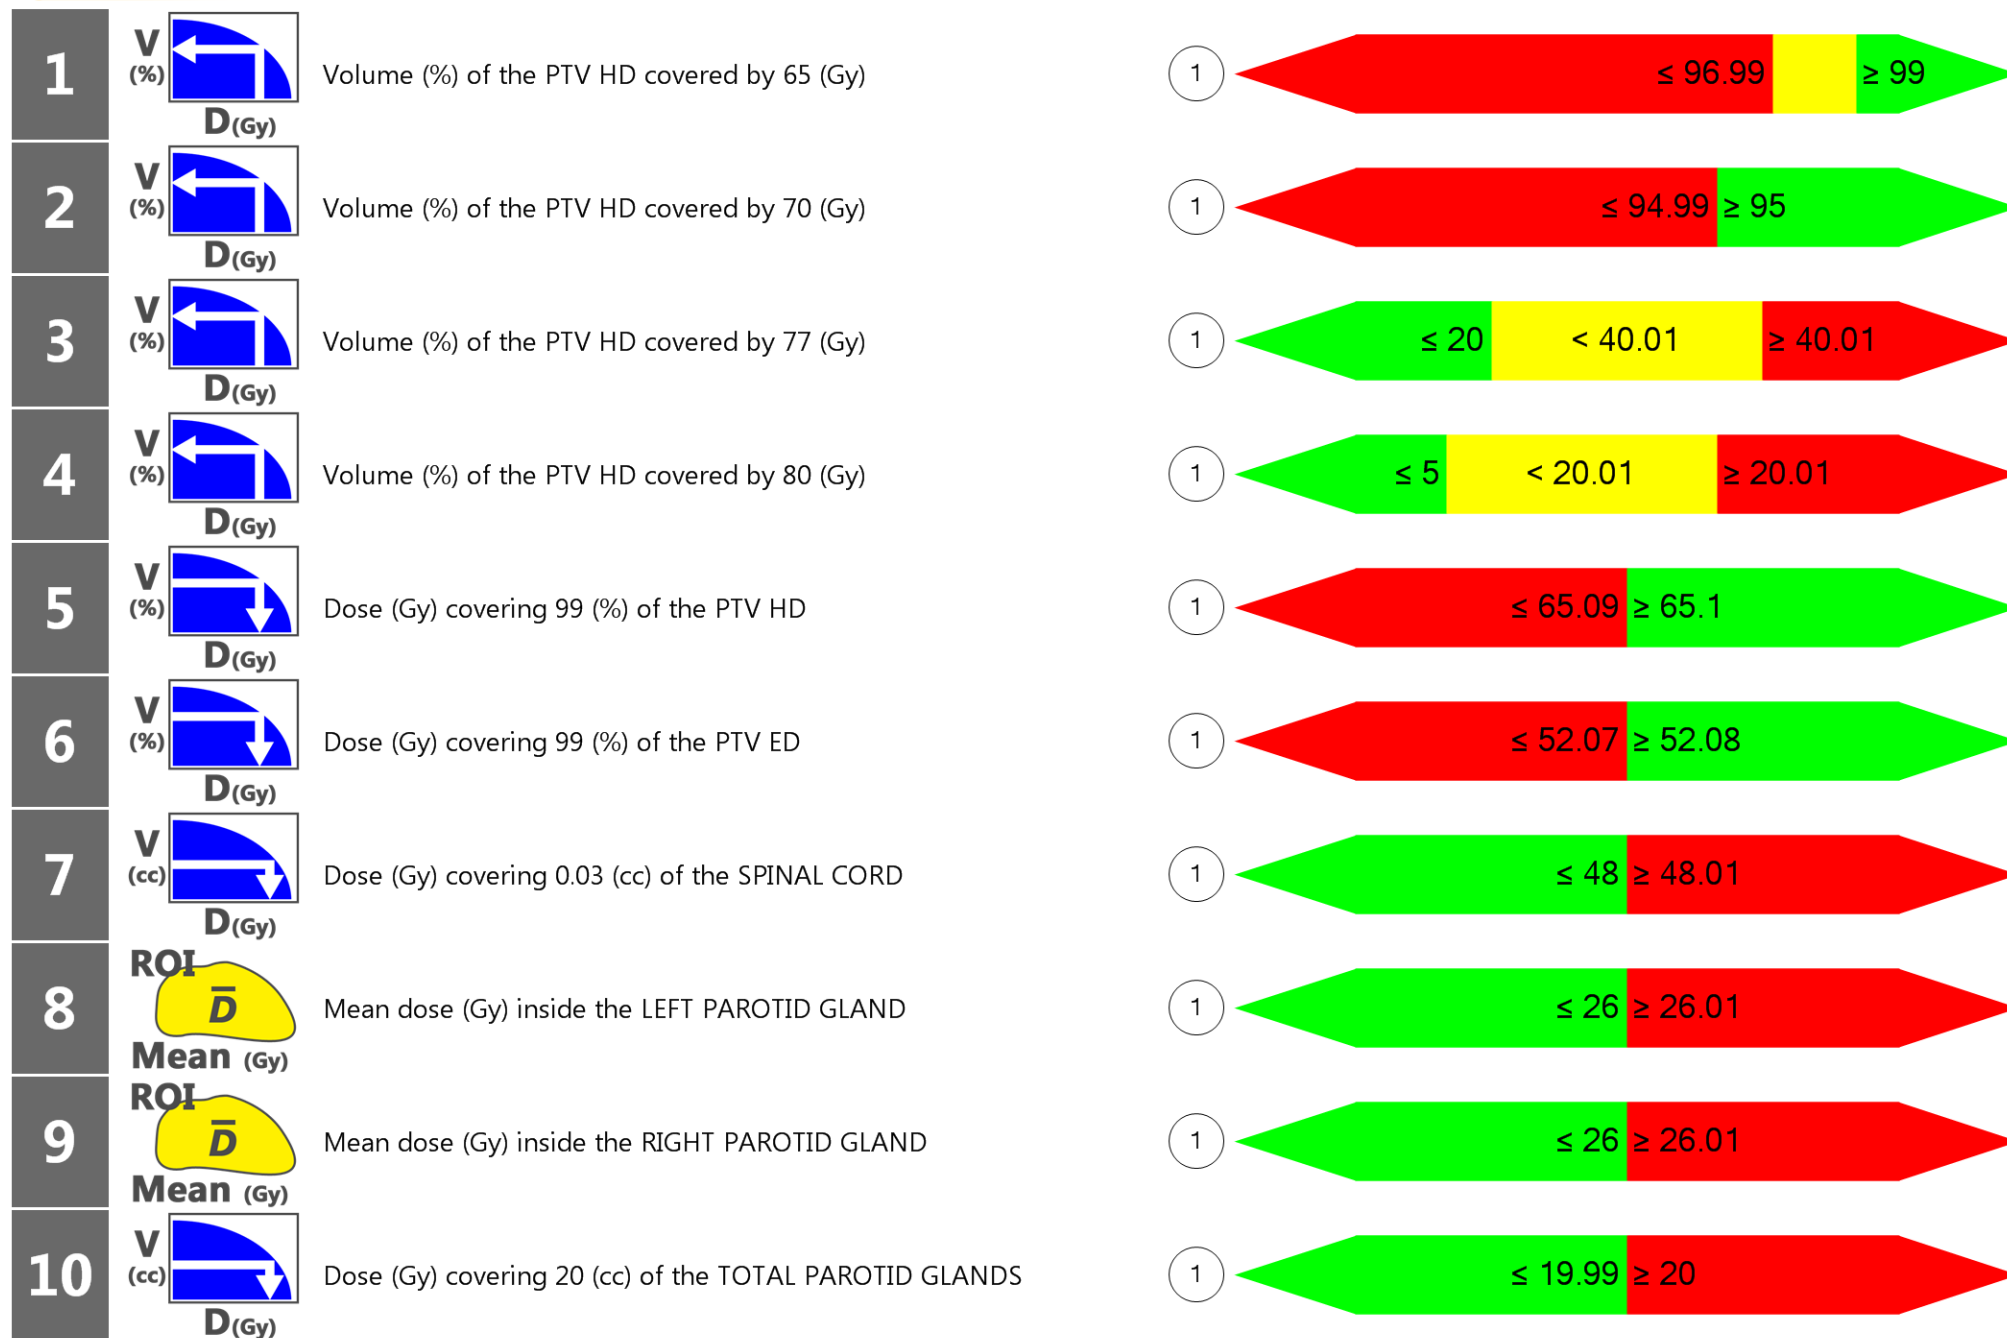 1 V (%) D(Gy) Volume (%) of the PTV HD covered by 65 (Gy) 1 ≤ 96.99 ≥ 99
2 V (%) D(Gy) Volume (%) of the PTV HD covered by 70 (Gy) 1 ≤ 94.99 ≥ 95
3 V (%) D(Gy) Volume (%) of the PTV HD covered by 77 (Gy) 1 ≤ 20 < 40.01 ≥ 40.01
4 V (%) D(Gy) Volume (%) of the PTV HD covered by 80 (Gy) 1 ≤ 5 < 20.01 ≥ 20.01
5 V (%) D(Gy) Dose (Gy) covering 99 (%) of the PTV HD 1 ≤ 65.09 ≥ 65.1
6 V (%) D(Gy) Dose (Gy) covering 99 (%) of the PTV ED 1 ≤ 52.07 ≥ 52.08
7 V (cc) D(Gy) Dose (Gy) covering 0.03 (cc) of the SPINAL CORD 1 ≤ 48 ≥ 48.01
8 ROI D̅ Mean (Gy) Mean dose (Gy) inside the LEFT PAROTID GLAND 1 ≤ 26 ≥ 26.01
9 ROI D̅ Mean (Gy) Mean dose (Gy) inside the RIGHT PAROTID GLAND 1 ≤ 26 ≥ 26.01
10 V (cc) D(Gy) Dose (Gy) covering 20 (cc) of the TOTAL PAROTID GLANDS 1 ≤ 19.99 ≥ 20